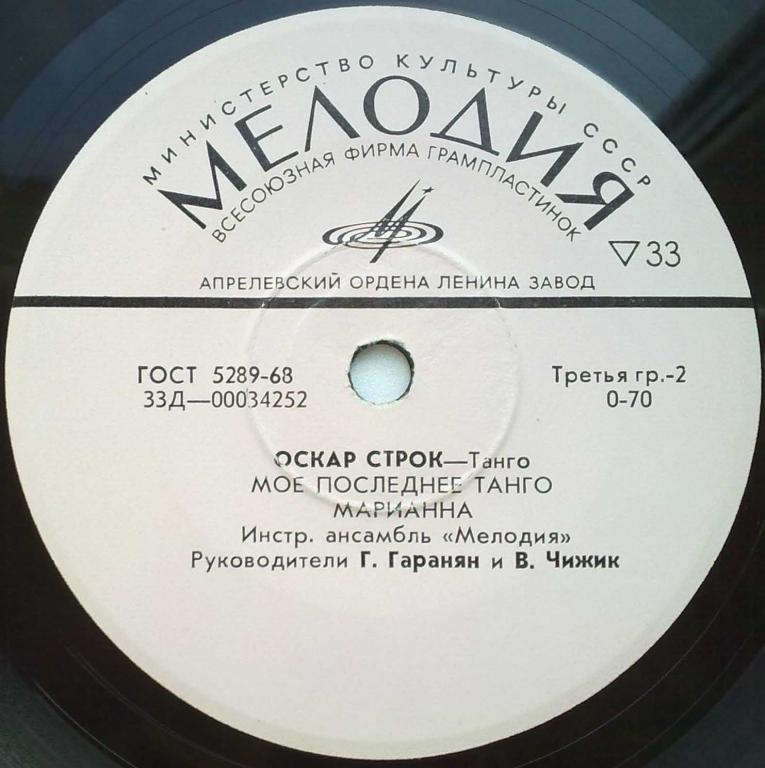 МИНИСТЕРСТВО КУЛЬТУРЫ СССР
МЕЛОДИЯ
ВСЕСОЮЗНАЯ ФИРМА ГРАМПЛАСТИНОК
▽33
АПРЕЛЕВСКИЙ ОРДЕНА ЛЕНИНА ЗАВОД
ГОСТ 5289-68
Третья гр.-2
33Д—00034252
0-70
ОСКАР СТРОК—Танго
МОЕ ПОСЛЕДНЕЕ ТАНГО
МАРИАННА
Инстр. ансамбль «Мелодия»
Руководители Г. Гаранян и В. Чижик